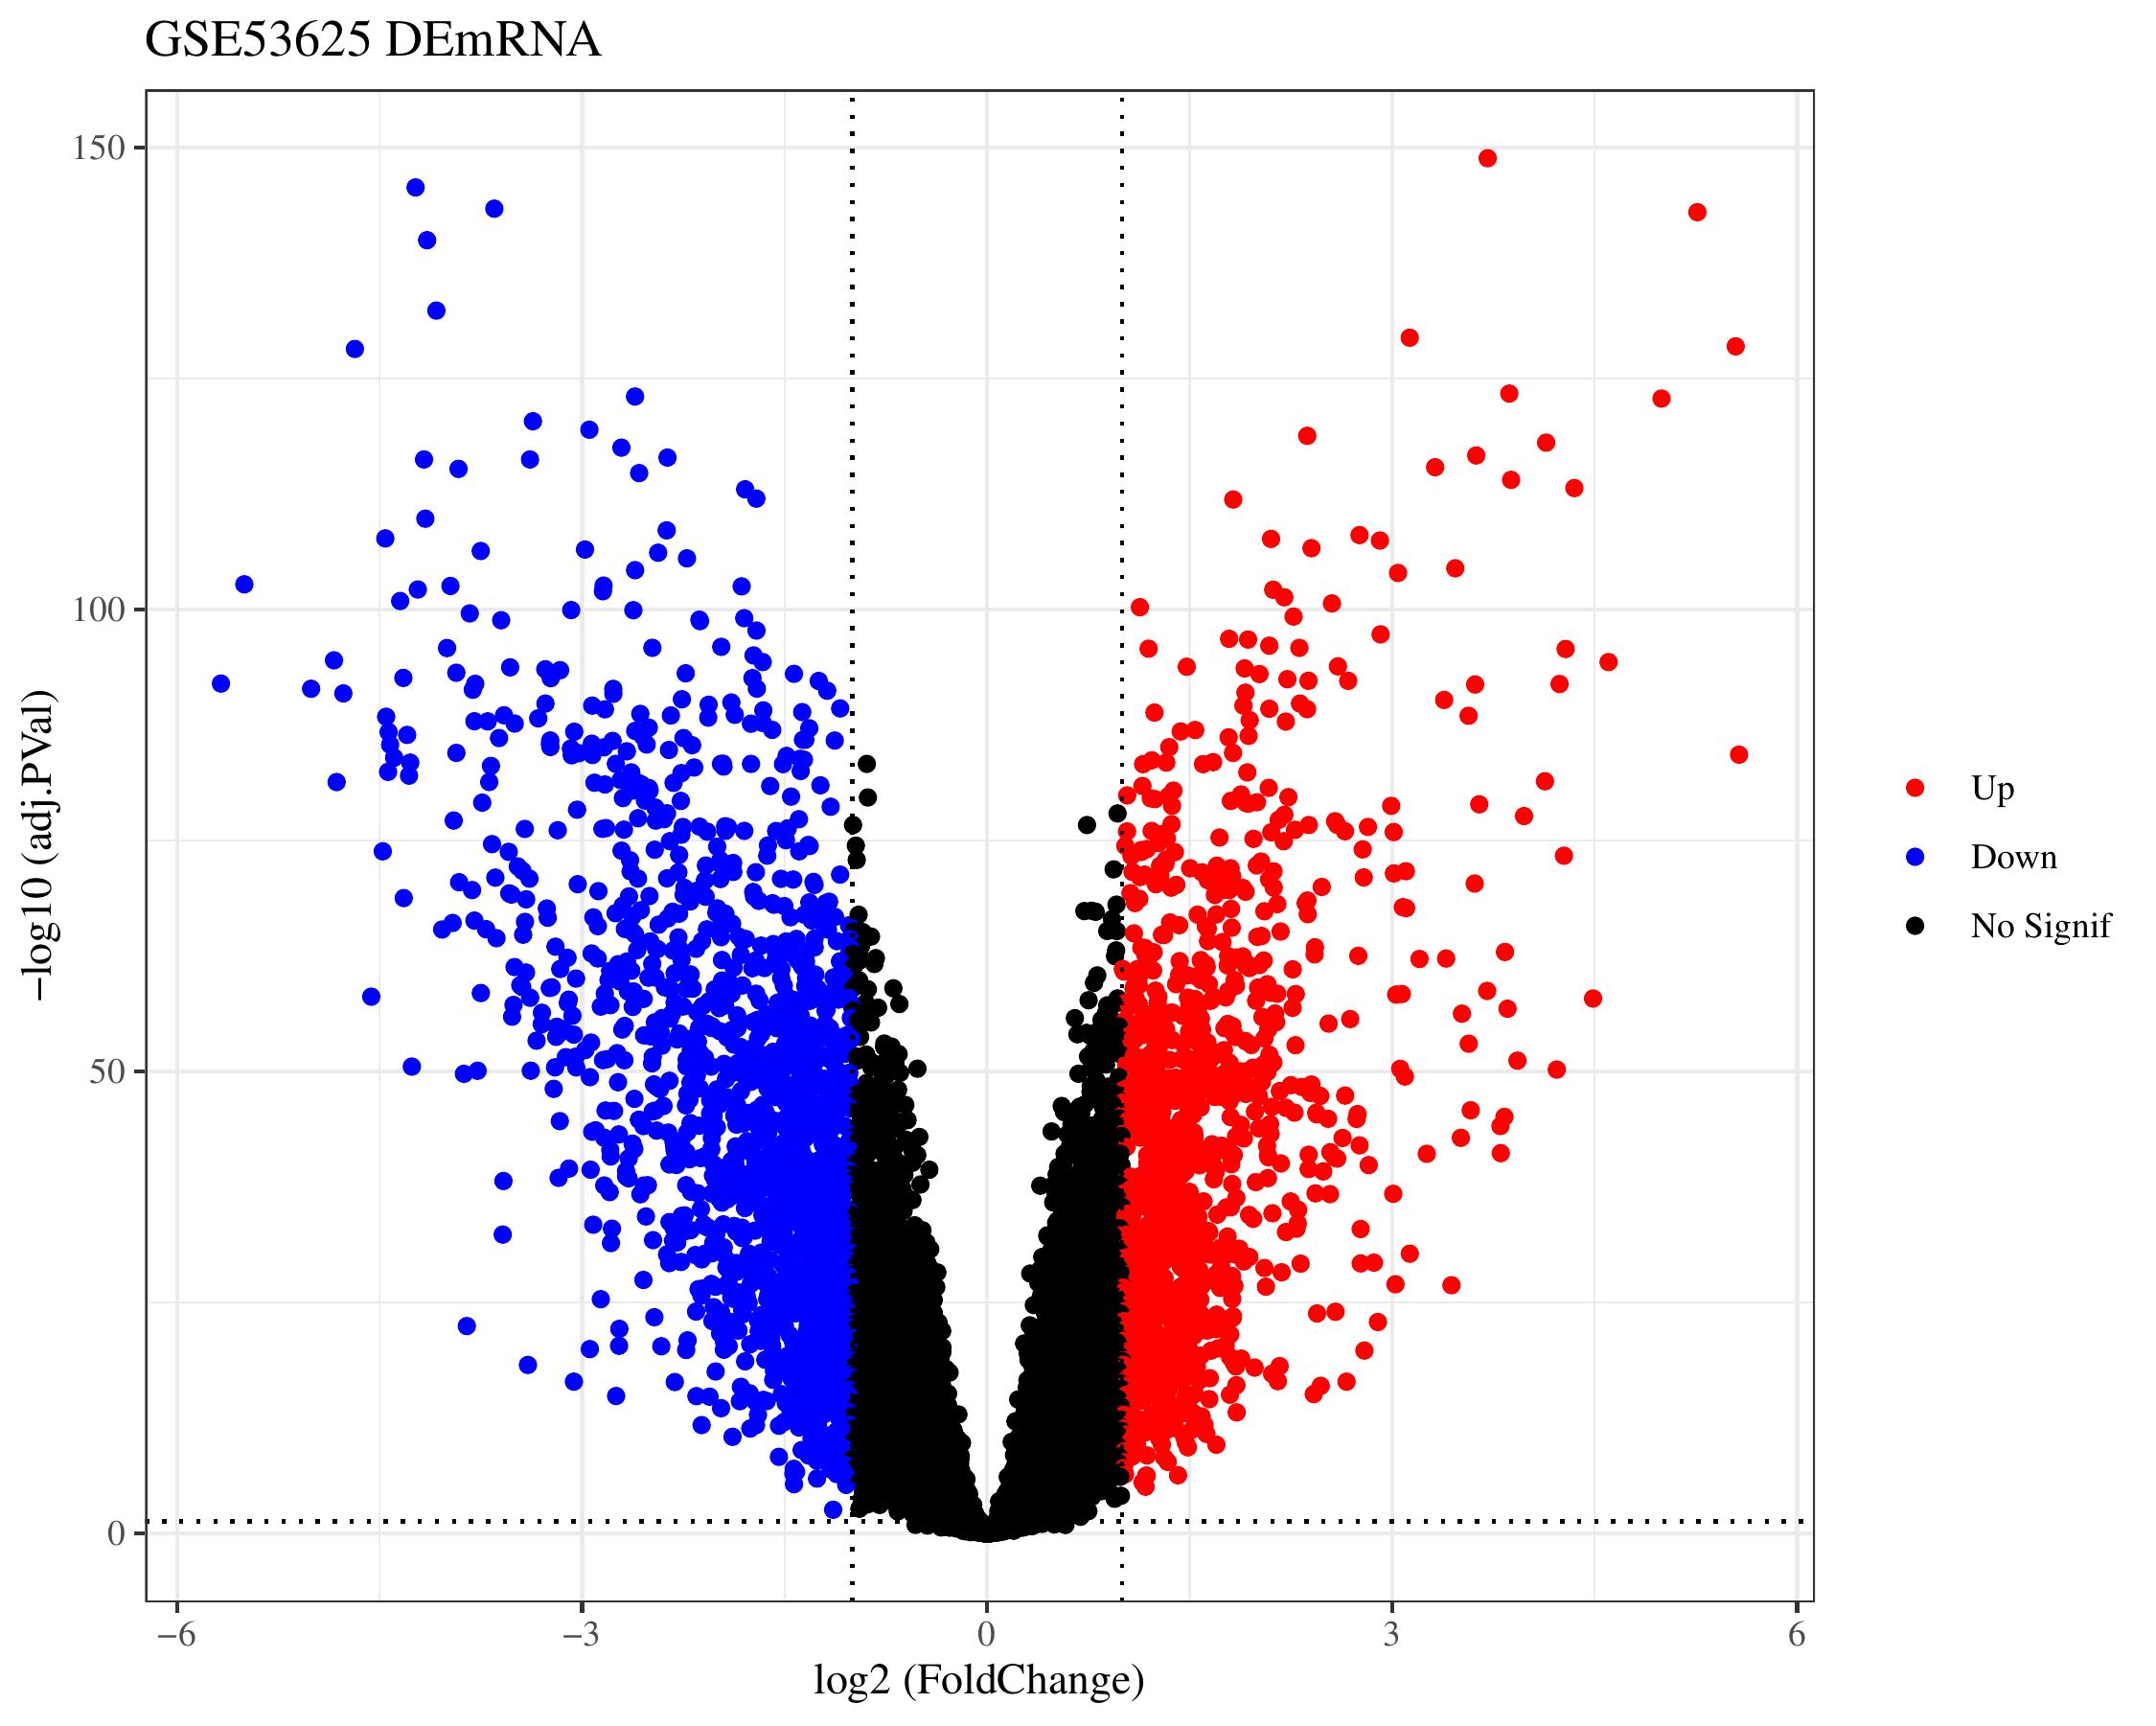 GSE53625 DEmRNA
−log10 (adj.PVal)
150
100
50
0
−6
−3
0
3
6
log2 (FoldChange)
Up
Down
No Signif